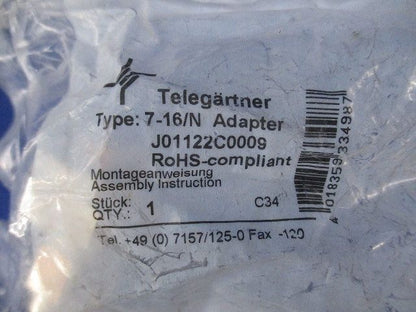 Telegärtner
Type: 7-16/N Adapter
J01122C0009
RoHS-compliant
Montageanweisung
Assembly Instruction
Stück:
QTY.: 1 C34
Tel. +49 (0) 7157/125-0 Fax -120
4 018359 334987